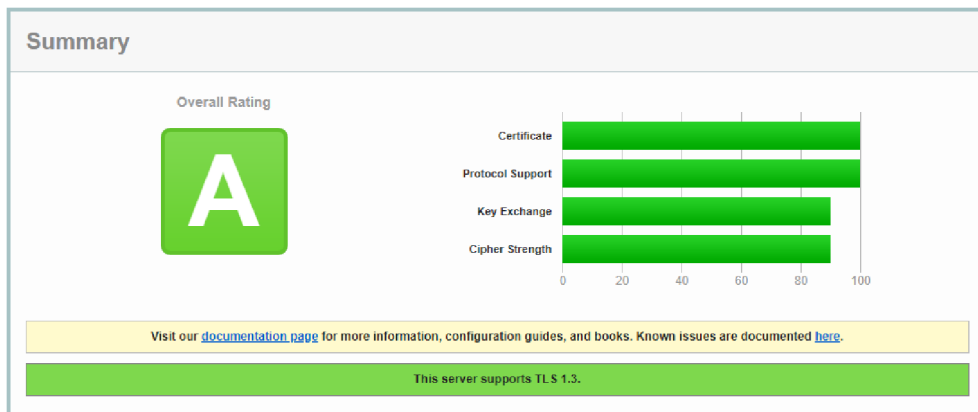 Summary
Overall Rating
A
Certificate
Protocol Support
Key Exchange
Cipher Strength
0 20 40 60 80 100
Visit our documentation page for more information, configuration guides, and books. Known issues are documented here.
This server supports TLS 1.3.